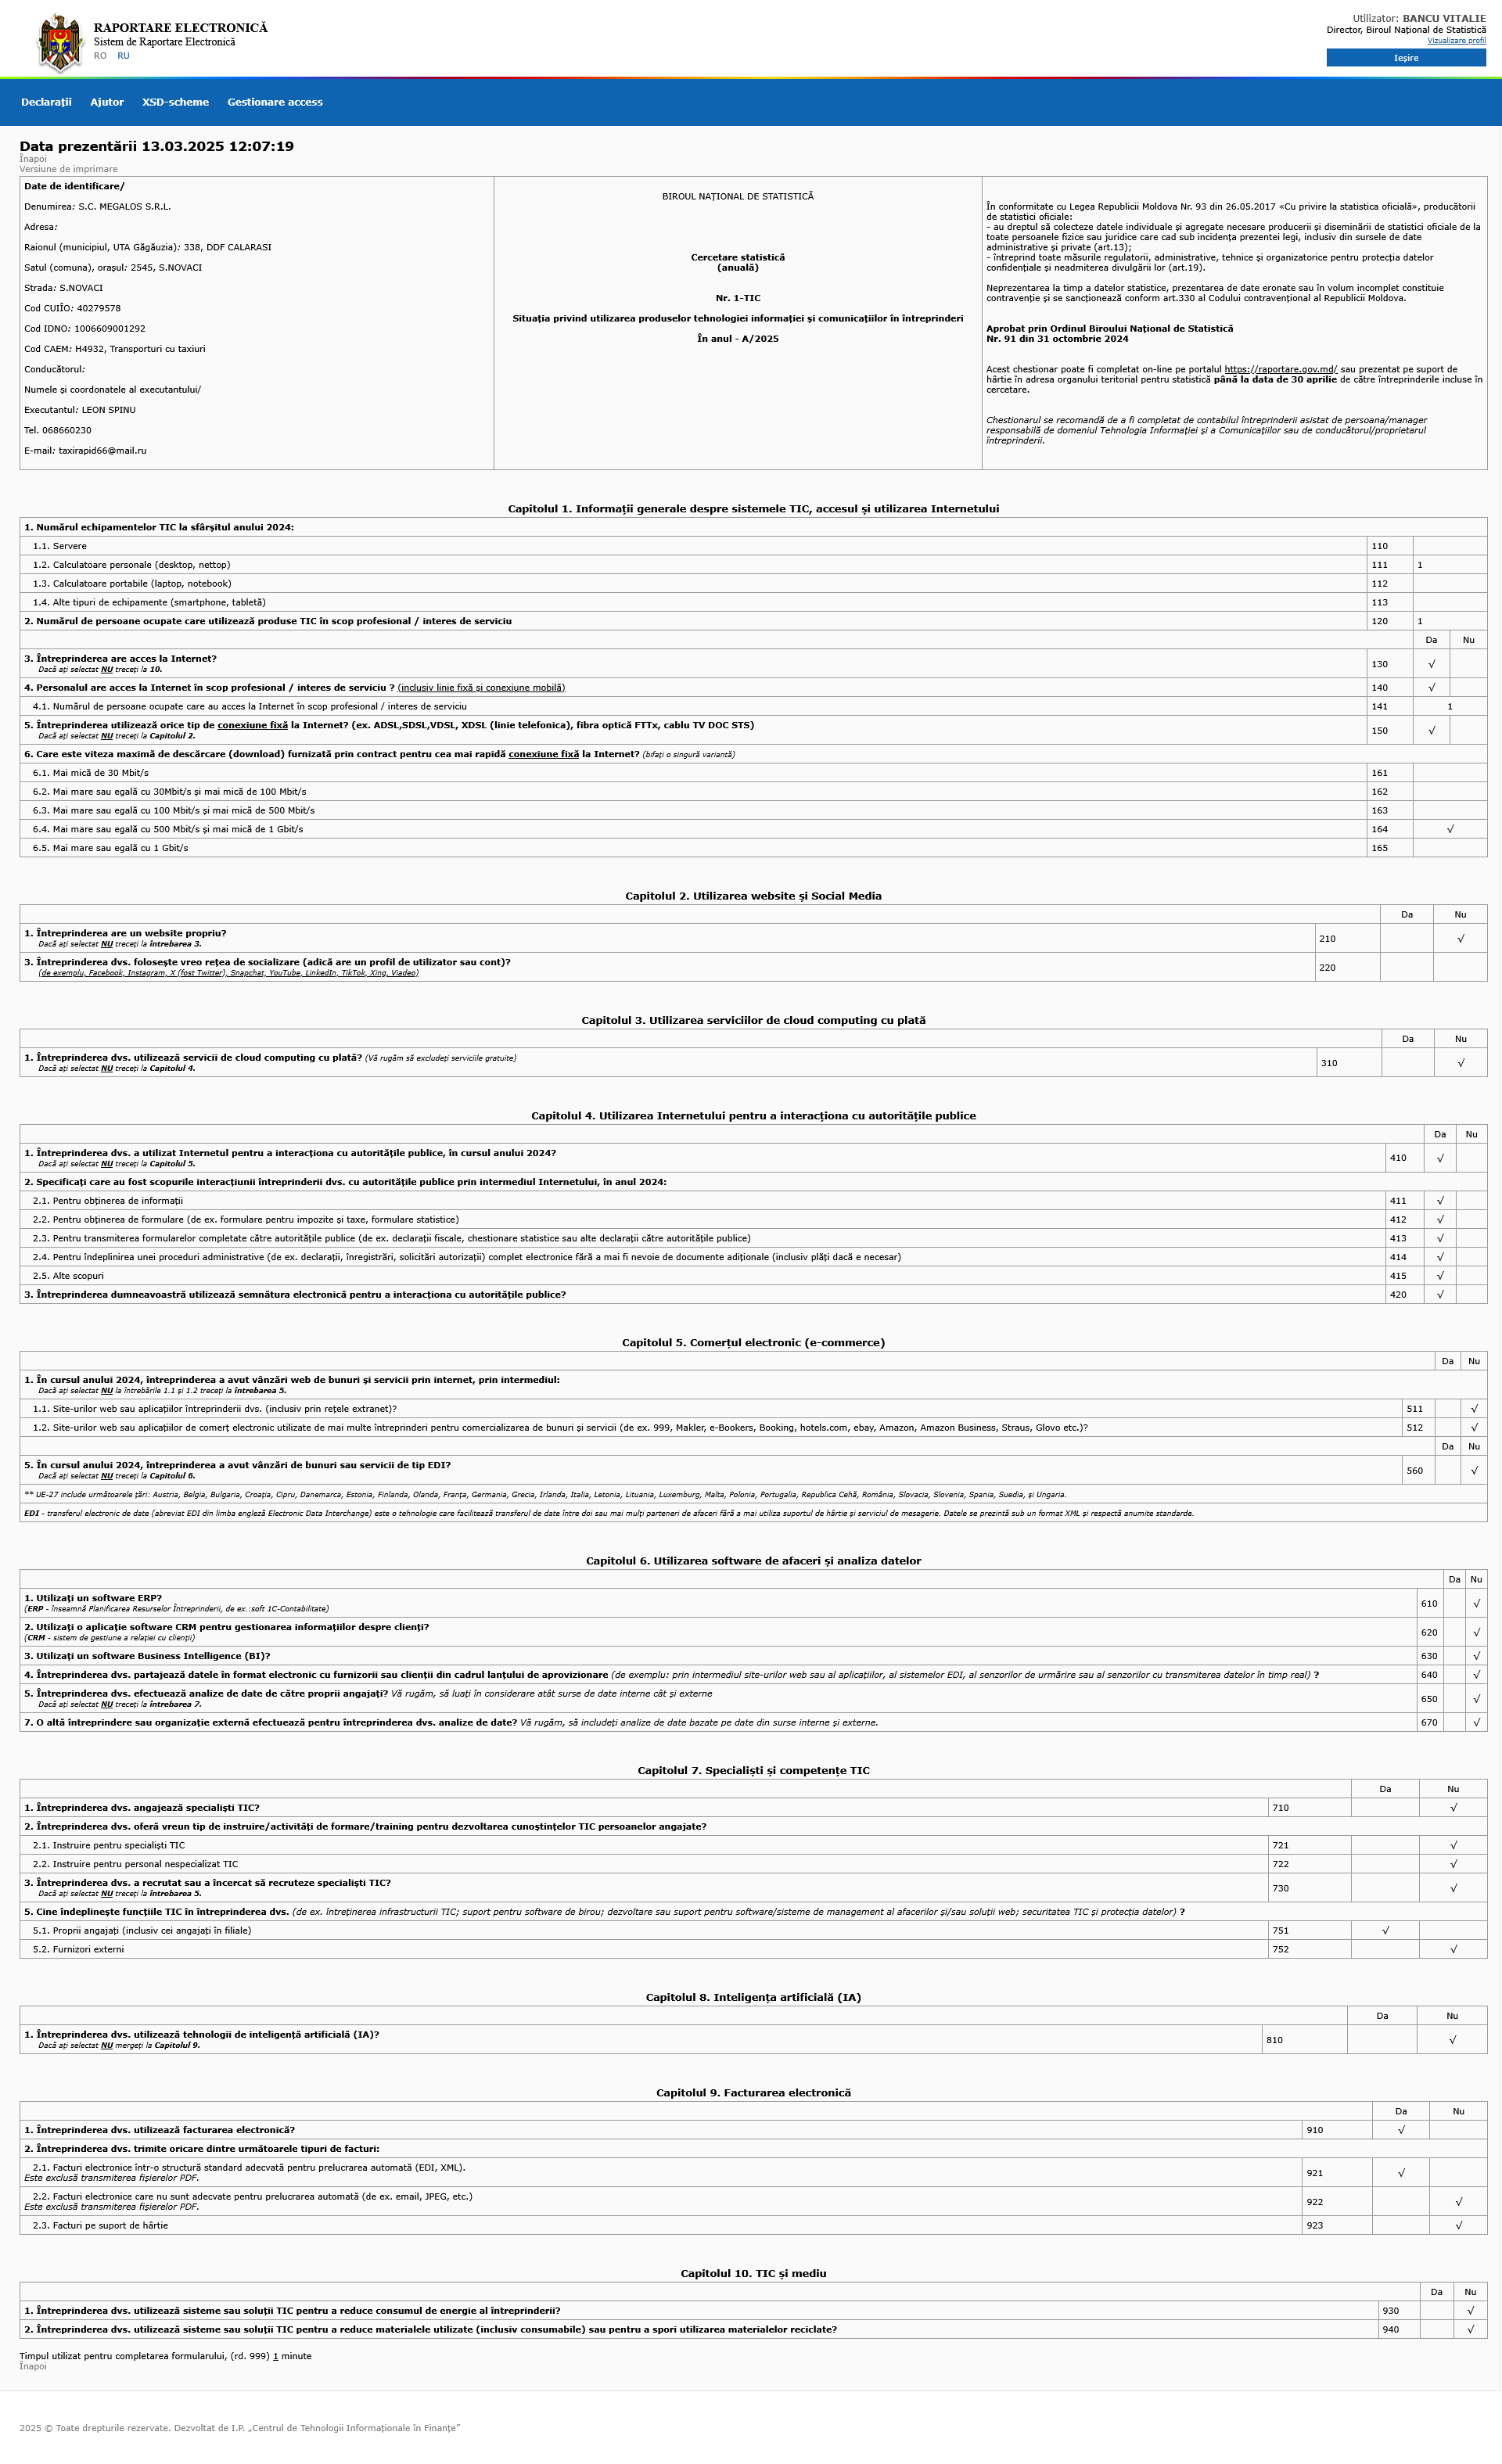 RAPORTARE ELECTRONICĂ
Sistem de Raportare Electronică
RO RU
Utilizator: BANCU VITALIE
Director, Biroul Național de Statistică
Vizualizare profil
Ieșire
Declarații Ajutor XSD-scheme Gestionare access
Data prezentării 13.03.2025 12:07:19
Înapoi
Versiune de imprimare
Date de identificare/
Denumirea: S.C. MEGALOS S.R.L.
Adresa:
Raionul (municipiul, UTA Găgăuzia): 338, DDF CALARASI
Satul (comuna), orașul: 2545, S.NOVACI
Strada: S.NOVACI
Cod CUIÎO: 40279578
Cod IDNO: 1006609001292
Cod CAEM: H4932, Transporturi cu taxiuri
Conducătorul:
Numele și coordonatele al executantului/
Executantul: LEON SPINU
Tel. 068660230
E-mail: taxirapid66@mail.ru
BIROUL NAȚIONAL DE STATISTICĂ
Cercetare statistică
(anuală)
Nr. 1-TIC
Situația privind utilizarea produselor tehnologiei informației și comunicațiilor în întreprinderi
În anul - A/2025
În conformitate cu Legea Republicii Moldova Nr. 93 din 26.05.2017 «Cu privire la statistica oficială», producătorii
de statistici oficiale:
- au dreptul să colecteze datele individuale și agregate necesare producerii și diseminării de statistici oficiale de la
toate persoanele fizice sau juridice care cad sub incidența prezentei legi, inclusiv din sursele de date
administrative și private (art.13);
- întreprind toate măsurile regulatorii, administrative, tehnice și organizatorice pentru protecția datelor
confidențiale și neadmiterea divulgării lor (art.19).
Neprezentarea la timp a datelor statistice, prezentarea de date eronate sau în volum incomplet constituie
contravenție și se sancționează conform art.330 al Codului contravențional al Republicii Moldova.
Aprobat prin Ordinul Biroului Național de Statistică
Nr. 91 din 31 octombrie 2024
Acest chestionar poate fi completat on-line pe portalul https://raportare.gov.md/ sau prezentat pe suport de
hârtie în adresa organului teritorial pentru statistică până la data de 30 aprilie de către întreprinderile incluse în
cercetare.
Chestionarul se recomandă de a fi completat de contabilul întreprinderii asistat de persoana/manager
responsabilă de domeniul Tehnologia Informației și a Comunicațiilor sau de conducătorul/proprietarul
întreprinderii.
Capitolul 1. Informații generale despre sistemele TIC, accesul și utilizarea Internetului
1. Numărul echipamentelor TIC la sfârșitul anului 2024:
1.1. Servere 110
1.2. Calculatoare personale (desktop, nettop) 111 1
1.3. Calculatoare portabile (laptop, notebook) 112
1.4. Alte tipuri de echipamente (smartphone, tabletă) 113
2. Numărul de persoane ocupate care utilizează produse TIC în scop profesional / interes de serviciu 120 1
Da Nu
3. Întreprinderea are acces la Internet? 130 √
Dacă ați selectat NU treceți la 10.
4. Personalul are acces la Internet în scop profesional / interes de serviciu ? (inclusiv linie fixă și conexiune mobilă) 140 √
4.1. Numărul de persoane ocupate care au acces la Internet în scop profesional / interes de serviciu 141 1
5. Întreprinderea utilizează orice tip de conexiune fixă la Internet? (ex. ADSL,SDSL,VDSL, XDSL (linie telefonica), fibra optică FTTx, cablu TV DOC STS) 150 √
Dacă ați selectat NU treceți la Capitolul 2.
6. Care este viteza maximă de descărcare (download) furnizată prin contract pentru cea mai rapidă conexiune fixă la Internet? (bifați o singură variantă)
6.1. Mai mică de 30 Mbit/s 161
6.2. Mai mare sau egală cu 30Mbit/s și mai mică de 100 Mbit/s 162
6.3. Mai mare sau egală cu 100 Mbit/s și mai mică de 500 Mbit/s 163
6.4. Mai mare sau egală cu 500 Mbit/s și mai mică de 1 Gbit/s 164 √
6.5. Mai mare sau egală cu 1 Gbit/s 165
Capitolul 2. Utilizarea website și Social Media
Da Nu
1. Întreprinderea are un website propriu? 210 √
Dacă ați selectat NU treceți la întrebarea 3.
3. Întreprinderea dvs. folosește vreo rețea de socializare (adică are un profil de utilizator sau cont)? 220
(de exemplu, Facebook, Instagram, X (fost Twitter), Snapchat, YouTube, LinkedIn, TikTok, Xing, Viadeo)
Capitolul 3. Utilizarea serviciilor de cloud computing cu plată
Da Nu
1. Întreprinderea dvs. utilizează servicii de cloud computing cu plată? (Vă rugăm să excludeți serviciile gratuite) 310 √
Dacă ați selectat NU treceți la Capitolul 4.
Capitolul 4. Utilizarea Internetului pentru a interacționa cu autoritățile publice
Da Nu
1. Întreprinderea dvs. a utilizat Internetul pentru a interacționa cu autoritățile publice, în cursul anului 2024? 410 √
Dacă ați selectat NU treceți la Capitolul 5.
2. Specificați care au fost scopurile interacțiunii întreprinderii dvs. cu autoritățile publice prin intermediul Internetului, în anul 2024:
2.1. Pentru obținerea de informații 411 √
2.2. Pentru obținerea de formulare (de ex. formulare pentru impozite și taxe, formulare statistice) 412 √
2.3. Pentru transmiterea formularelor completate către autoritățile publice (de ex. declarații fiscale, chestionare statistice sau alte declarații către autoritățile publice) 413 √
2.4. Pentru îndeplinirea unei proceduri administrative (de ex. declarații, înregistrări, solicitări autorizații) complet electronice fără a mai fi nevoie de documente adiționale (inclusiv plăți dacă e necesar) 414 √
2.5. Alte scopuri 415 √
3. Întreprinderea dumneavoastră utilizează semnătura electronică pentru a interacționa cu autoritățile publice? 420 √
Capitolul 5. Comerțul electronic (e-commerce)
Da Nu
1. În cursul anului 2024, întreprinderea a avut vânzări web de bunuri și servicii prin internet, prin intermediul:
Dacă ați selectat NU la întrebările 1.1 și 1.2 treceți la întrebarea 5.
1.1. Site-urilor web sau aplicațiilor întreprinderii dvs. (inclusiv prin rețele extranet)? 511 √
1.2. Site-urilor web sau aplicațiilor de comerț electronic utilizate de mai multe întreprinderi pentru comercializarea de bunuri și servicii (de ex. 999, Makler, e-Bookers, Booking, hotels.com, ebay, Amazon, Amazon Business, Straus, Glovo etc.)? 512 √
Da Nu
5. În cursul anului 2024, întreprinderea a avut vânzări de bunuri sau servicii de tip EDI? 560 √
Dacă ați selectat NU treceți la Capitolul 6.
** UE-27 include următoarele țări: Austria, Belgia, Bulgaria, Croația, Cipru, Danemarca, Estonia, Finlanda, Olanda, Franța, Germania, Grecia, Irlanda, Italia, Letonia, Lituania, Luxemburg, Malta, Polonia, Portugalia, Republica Cehă, România, Slovacia, Slovenia, Spania, Suedia, și Ungaria.
EDI - transferul electronic de date (abreviat EDI din limba engleză Electronic Data Interchange) este o tehnologie care facilitează transferul de date între doi sau mai mulți parteneri de afaceri fără a mai utiliza suportul de hârtie și serviciul de mesagerie. Datele se prezintă sub un format XML și respectă anumite standarde.
Capitolul 6. Utilizarea software de afaceri și analiza datelor
Da Nu
1. Utilizați un software ERP? 610 √
(ERP - înseamnă Planificarea Resurselor Întreprinderii, de ex.:soft 1C-Contabilitate)
2. Utilizați o aplicație software CRM pentru gestionarea informațiilor despre clienți? 620 √
(CRM - sistem de gestiune a relației cu clienții)
3. Utilizați un software Business Intelligence (BI)? 630 √
4. Întreprinderea dvs. partajează datele în format electronic cu furnizorii sau clienții din cadrul lanțului de aprovizionare (de exemplu: prin intermediul site-urilor web sau al aplicațiilor, al sistemelor EDI, al senzorilor de urmărire sau al senzorilor cu transmiterea datelor în timp real) ? 640 √
5. Întreprinderea dvs. efectuează analize de date de către proprii angajați? Vă rugăm, să luați în considerare atât surse de date interne cât și externe 650 √
Dacă ați selectat NU treceți la întrebarea 7.
7. O altă întreprindere sau organizație externă efectuează pentru întreprinderea dvs. analize de date? Vă rugăm, să includeți analize de date bazate pe date din surse interne și externe. 670 √
Capitolul 7. Specialiști și competențe TIC
Da Nu
1. Întreprinderea dvs. angajează specialiști TIC? 710 √
2. Întreprinderea dvs. oferă vreun tip de instruire/activități de formare/training pentru dezvoltarea cunoștințelor TIC persoanelor angajate?
2.1. Instruire pentru specialiști TIC 721 √
2.2. Instruire pentru personal nespecializat TIC 722 √
3. Întreprinderea dvs. a recrutat sau a încercat să recruteze specialiști TIC? 730 √
Dacă ați selectat NU treceți la întrebarea 5.
5. Cine îndeplinește funcțiile TIC în întreprinderea dvs. (de ex. întreținerea infrastructurii TIC; suport pentru software de birou; dezvoltare sau suport pentru software/sisteme de management al afacerilor și/sau soluții web; securitatea TIC și protecția datelor) ?
5.1. Proprii angajați (inclusiv cei angajați în filiale) 751 √
5.2. Furnizori externi 752 √
Capitolul 8. Inteligența artificială (IA)
Da Nu
1. Întreprinderea dvs. utilizează tehnologii de inteligență artificială (IA)? 810 √
Dacă ați selectat NU mergeți la Capitolul 9.
Capitolul 9. Facturarea electronică
Da Nu
1. Întreprinderea dvs. utilizează facturarea electronică? 910 √
2. Întreprinderea dvs. trimite oricare dintre următoarele tipuri de facturi:
2.1. Facturi electronice într-o structură standard adecvată pentru prelucrarea automată (EDI, XML). 921 √
Este exclusă transmiterea fișierelor PDF.
2.2. Facturi electronice care nu sunt adecvate pentru prelucrarea automată (de ex. email, JPEG, etc.) 922 √
Este exclusă transmiterea fișierelor PDF.
2.3. Facturi pe suport de hârtie 923 √
Capitolul 10. TIC și mediu
Da Nu
1. Întreprinderea dvs. utilizează sisteme sau soluții TIC pentru a reduce consumul de energie al întreprinderii? 930 √
2. Întreprinderea dvs. utilizează sisteme sau soluții TIC pentru a reduce materialele utilizate (inclusiv consumabile) sau pentru a spori utilizarea materialelor reciclate? 940 √
Timpul utilizat pentru completarea formularului, (rd. 999) 1 minute
Înapoi
2025 © Toate drepturile rezervate. Dezvoltat de I.P. „Centrul de Tehnologii Informaționale în Finanțe”